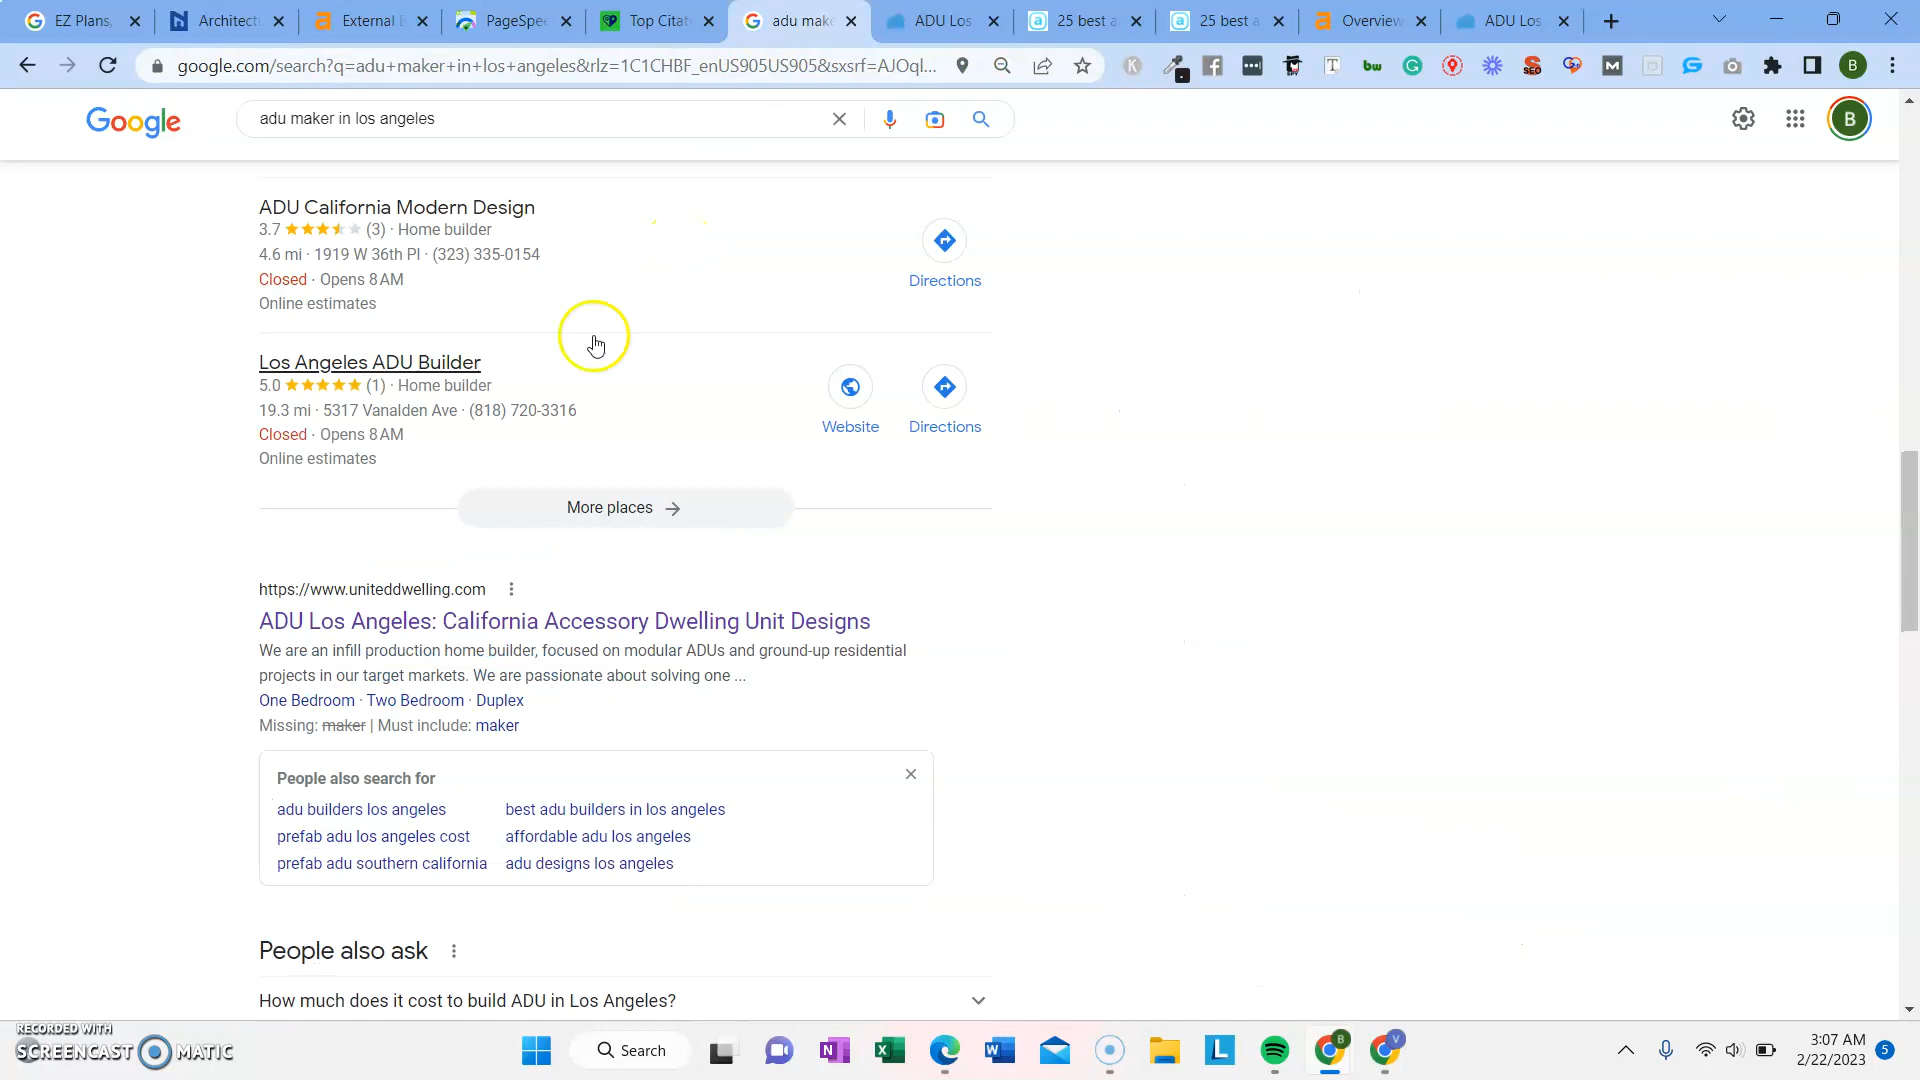 EZ Plans,
Architect
External B
PageSpee
Top Citat
adu make
ADU Los
25 best a
25 best a
Overview
ADU Los
google.com/search?q=adu+maker+in+los+angeles&rlz=1C1CHBF_enUS905US905&sxsrf=AJOqI...
Google
adu maker in los angeles
B
ADU California Modern Design
3.7 (3) · Home builder
4.6 mi · 1919 W 36th Pl · (323) 335-0154
Closed · Opens 8 AM
Online estimates
Directions
Los Angeles ADU Builder
5.0 (1) · Home builder
19.3 mi · 5317 Vanalden Ave · (818) 720-3316
Closed · Opens 8 AM
Online estimates
Website
Directions
More places
https://www.uniteddwelling.com
ADU Los Angeles: California Accessory Dwelling Unit Designs
We are an infill production home builder, focused on modular ADUs and ground-up residential
projects in our target markets. We are passionate about solving one ...
One Bedroom · Two Bedroom · Duplex
Missing: maker | Must include: maker
People also search for
adu builders los angeles
best adu builders in los angeles
prefab adu los angeles cost
affordable adu los angeles
prefab adu southern california
adu designs los angeles
People also ask
How much does it cost to build ADU in Los Angeles?
RECORDED WITH
SCREENCAST MATIC
Search
3:07 AM
2/22/2023
5